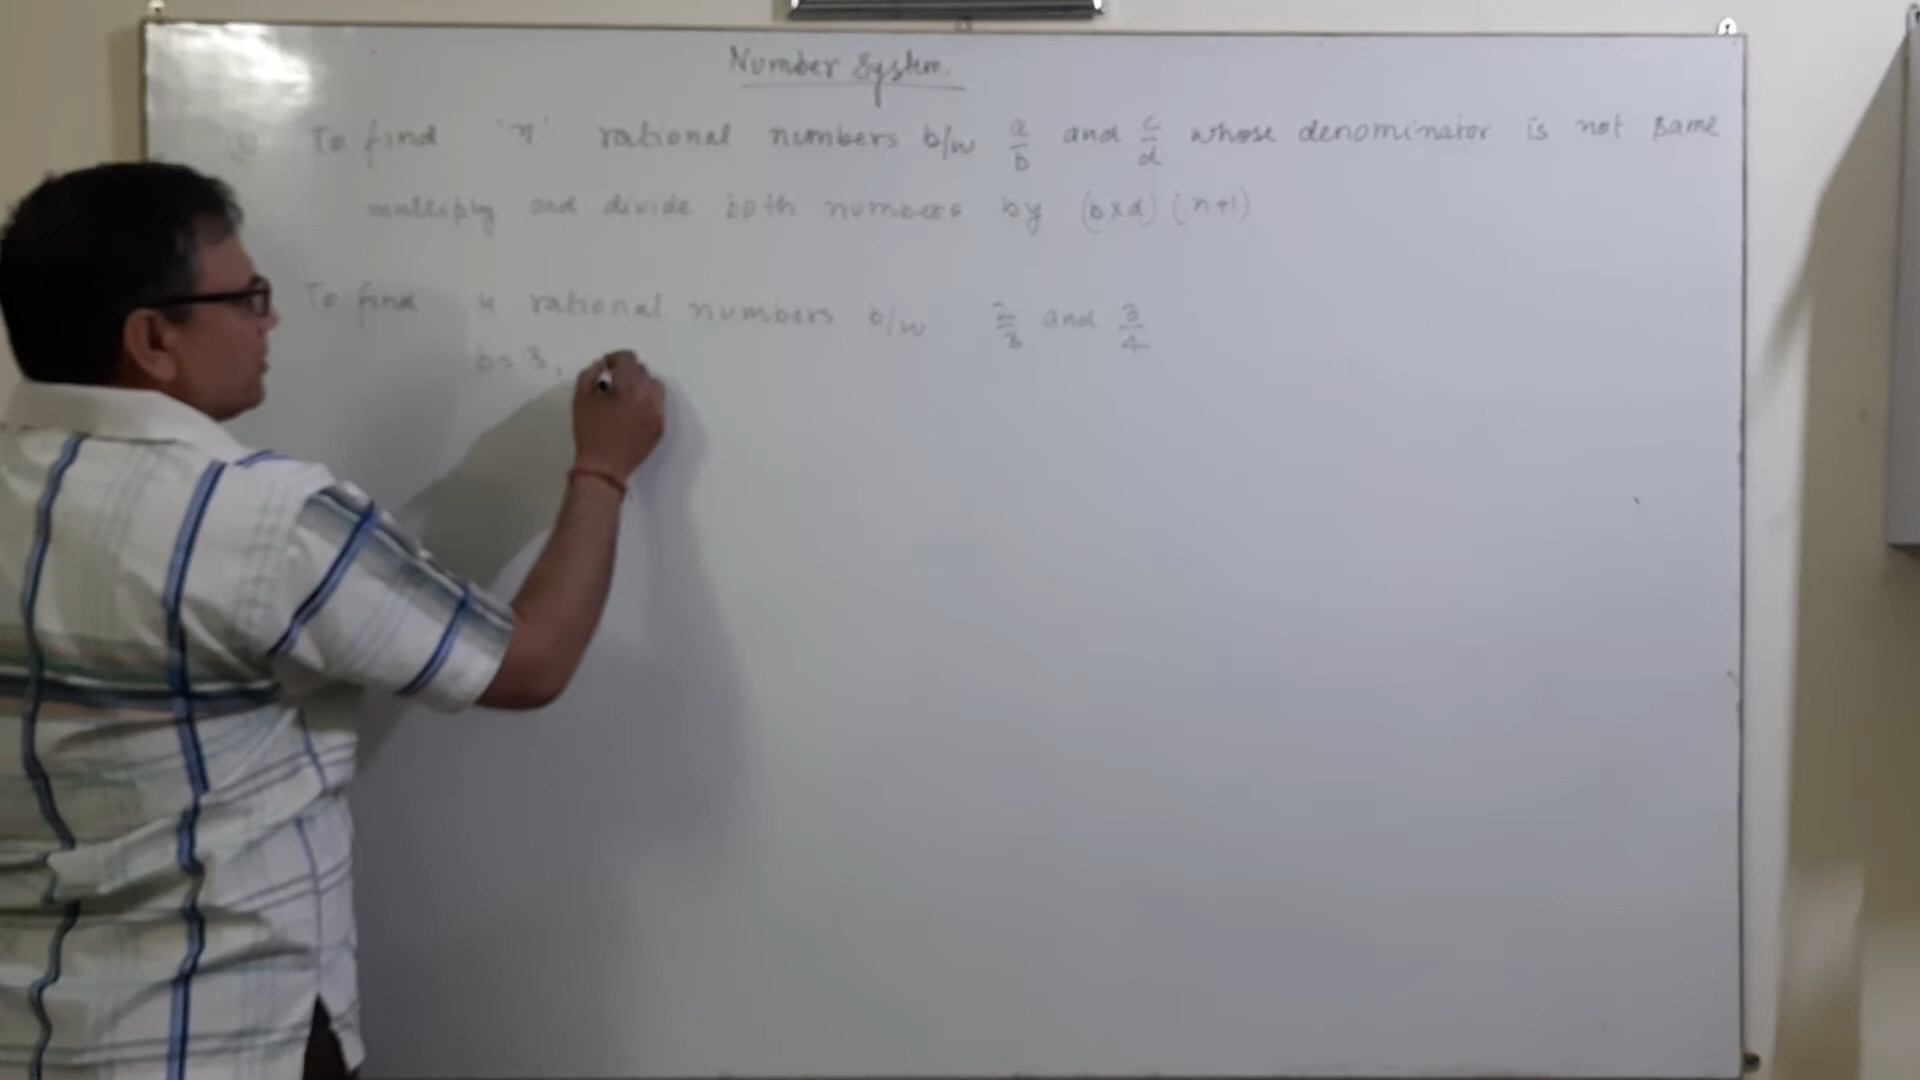 Number System.
To find 'n' rational numbers b/w a/b and c/d whose denominator is not same
multiply and divide both numbers by (b×d) (n+1)
To find 4 rational numbers b/w 2/3 and 3/4
b = 3,